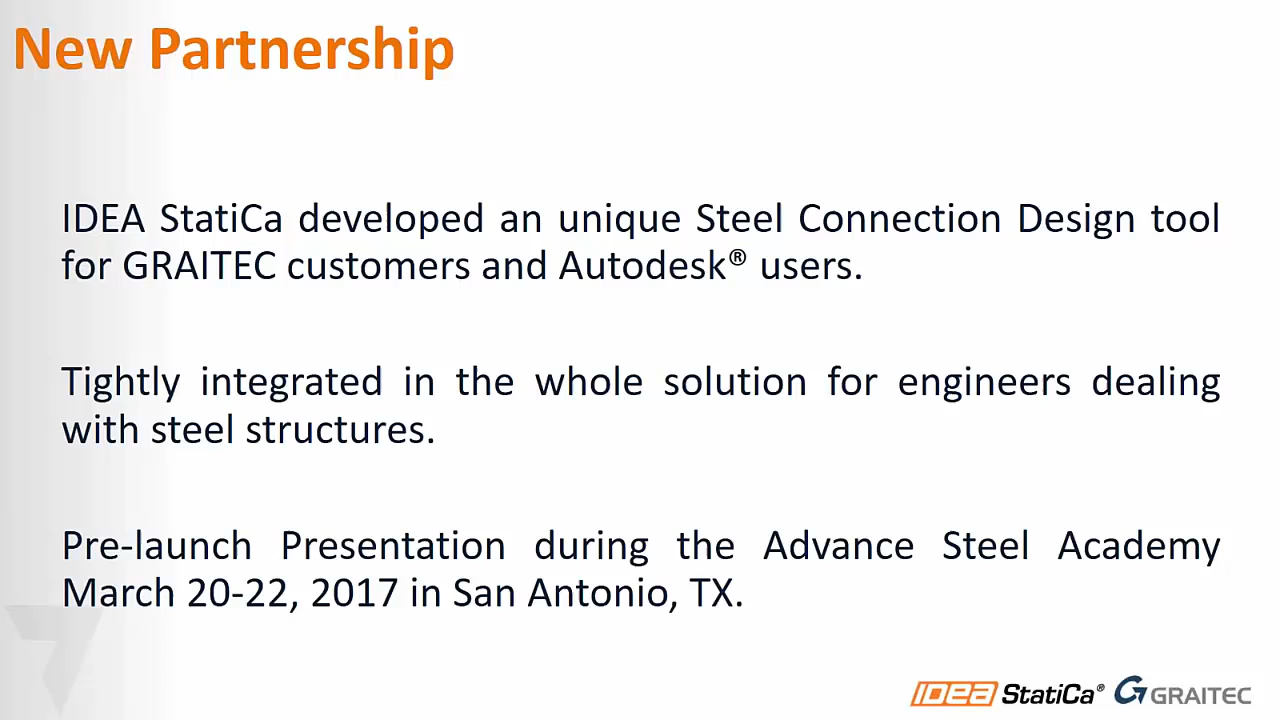 New Partnership
IDEA StatiCa developed an unique Steel Connection Design tool
for GRAITEC customers and Autodesk® users.
Tightly integrated in the whole solution for engineers dealing
with steel structures.
Pre-launch Presentation during the Advance Steel Academy
March 20-22, 2017 in San Antonio, TX.
IDEA StatiCa® GRAITEC